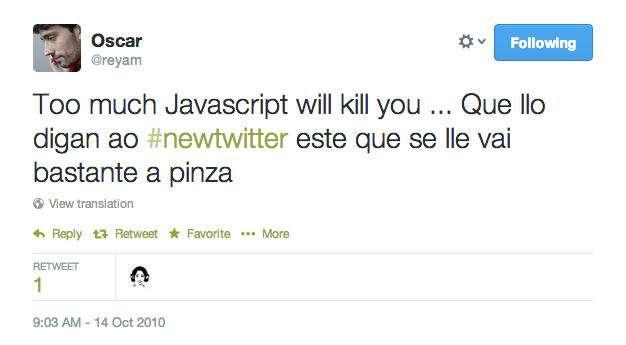 Oscar
@reyam
Following
Too much Javascript will kill you ... Que llo
digan ao #newtwitter este que se lle vai
bastante a pinza
View translation
Reply Retweet Favorite More
RETWEET
1
9:03 AM - 14 Oct 2010